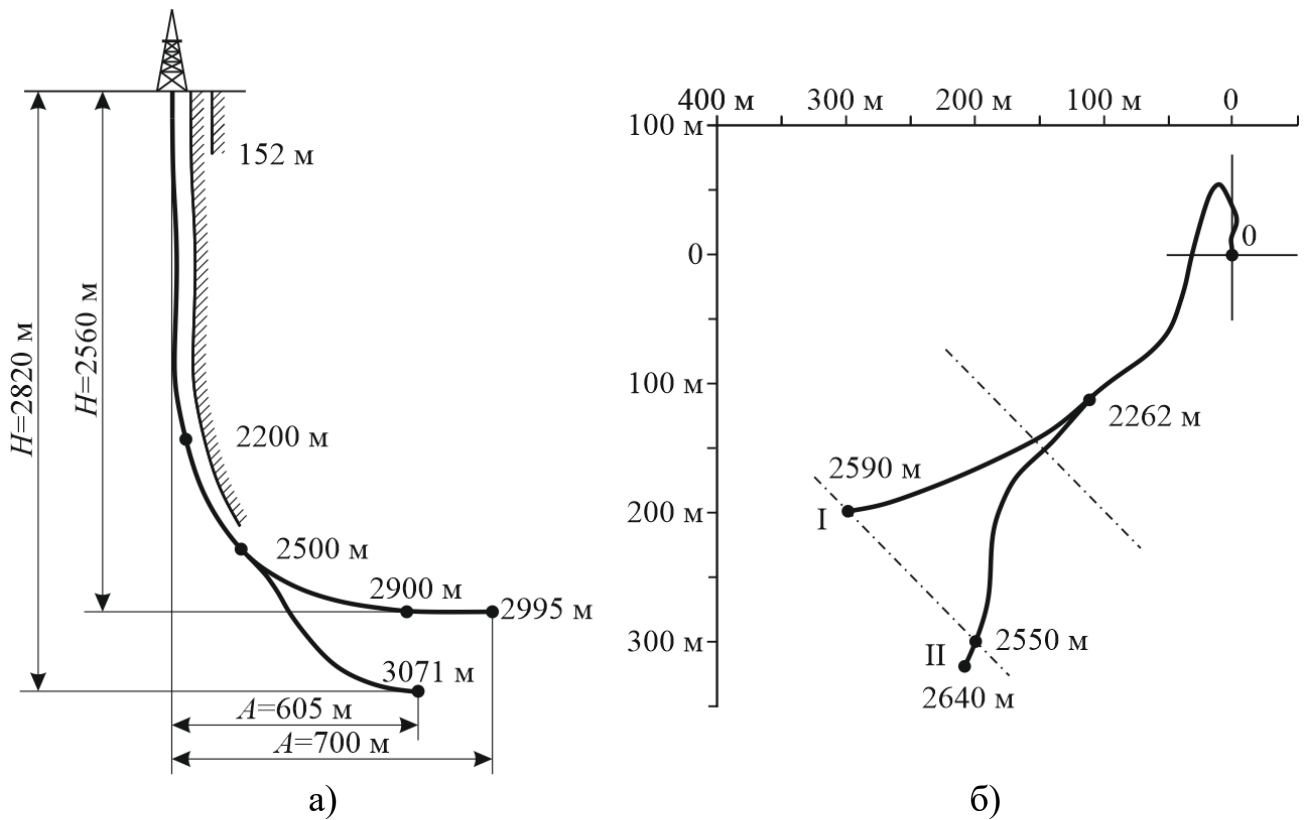 152 м
H=2820 м
H=2560 м
2200 м
2500 м
2900 м
2995 м
3071 м
A=605 м
A=700 м
а)
400 м
300 м
200 м
100 м
0
100 м
0
100 м
200 м
300 м
0
2262 м
2590 м
I
2550 м
II
2640 м
б)